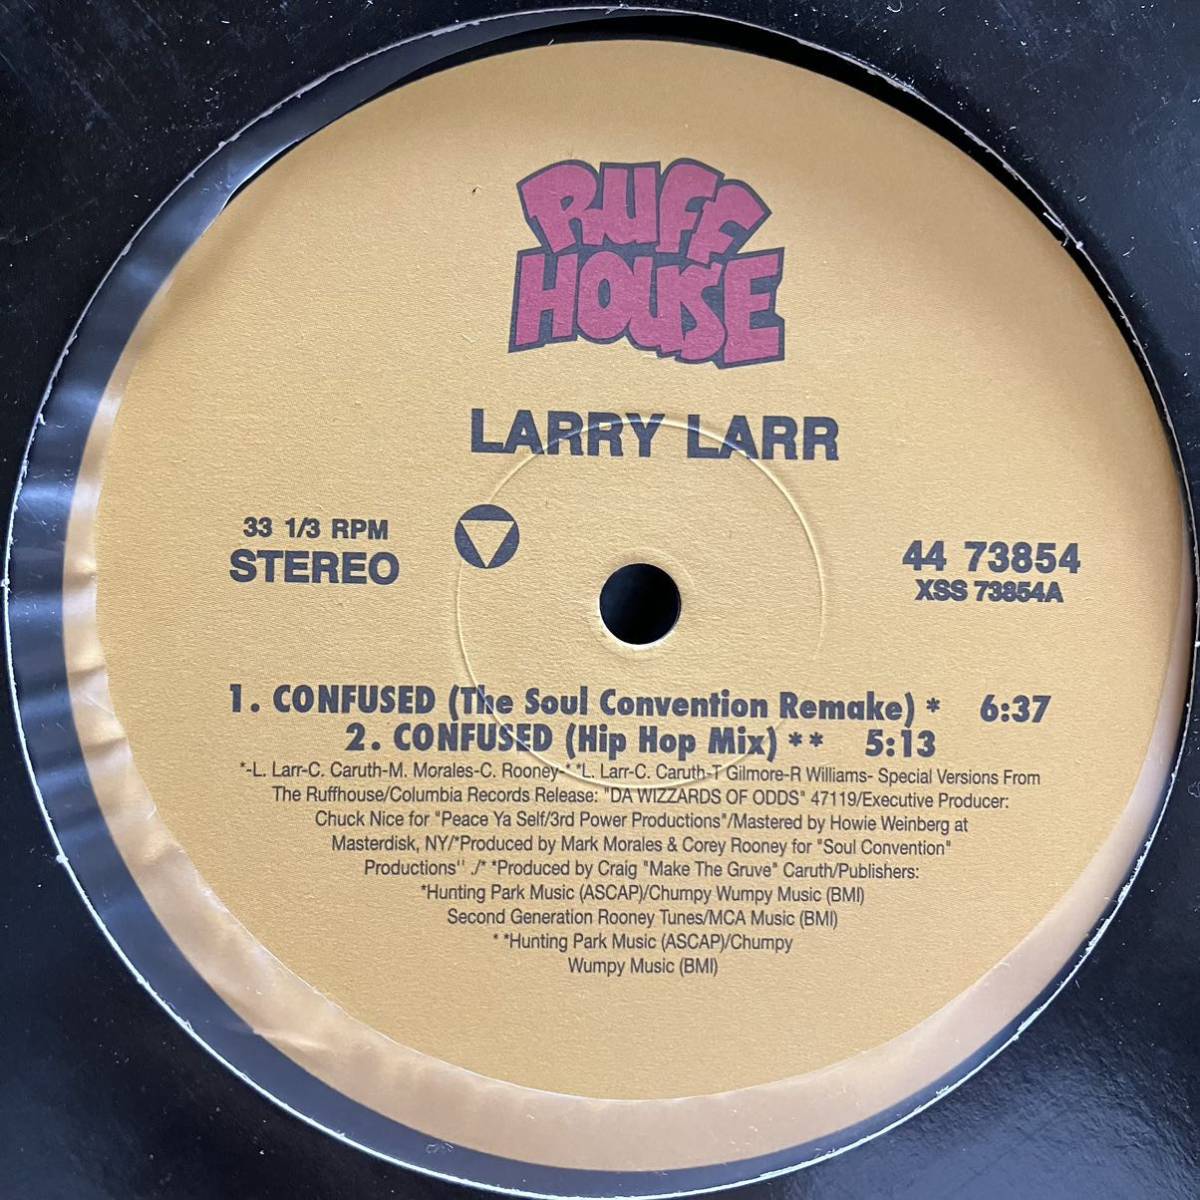 RUFF
HOUSE
LARRY LARR
33 1/3 RPM
STEREO
44 73854
XSS 73854A
1. CONFUSED (The Soul Convention Remake) * 6:37
2. CONFUSED (Hip Hop Mix) ** 5:13
*-L. Larr-C. Caruth-M. Morales-C. Rooney-* *L. Larr-C. Caruth-T Gilmore-R Williams- Special Versions From
The Ruffhouse/Columbia Records Release: "DA WIZZARDS OF ODDS" 47119/Executive Producer:
Chuck Nice for "Peace Ya Self/3rd Power Productions"/Mastered by Howie Weinberg at
Masterdisk, NY/*Produced by Mark Morales & Corey Rooney for "Soul Convention"
Productions" ./* *Produced by Craig "Make The Gruve" Caruth/Publishers:
*Hunting Park Music (ASCAP)/Chumpy Wumpy Music (BMI)
Second Generation Rooney Tunes/MCA Music (BMI)
* *Hunting Park Music (ASCAP)/Chumpy
Wumpy Music (BMI)